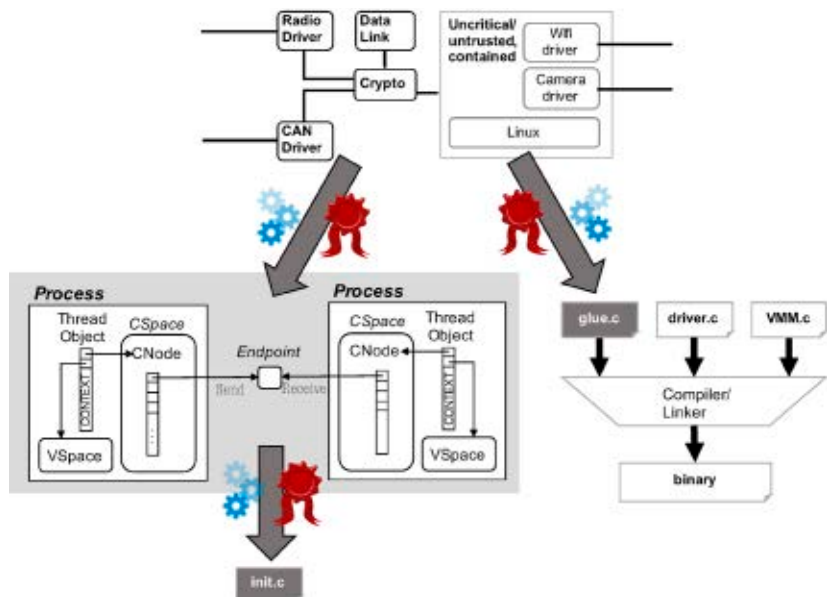 Radio
Driver
Data
Link
Crypto
CAN
Driver
Uncritical/
untrusted,
contained
Wifi
driver
Camera
driver
Linux
Process
Thread
Object
CSpace
CNode
CONTEXT
VSpace
Endpoint
Send
Receive
Process
CSpace
CNode
Thread
Object
CONTEXT
VSpace
init.c
glue.c
driver.c
VMM.c
Compiler/
Linker
binary